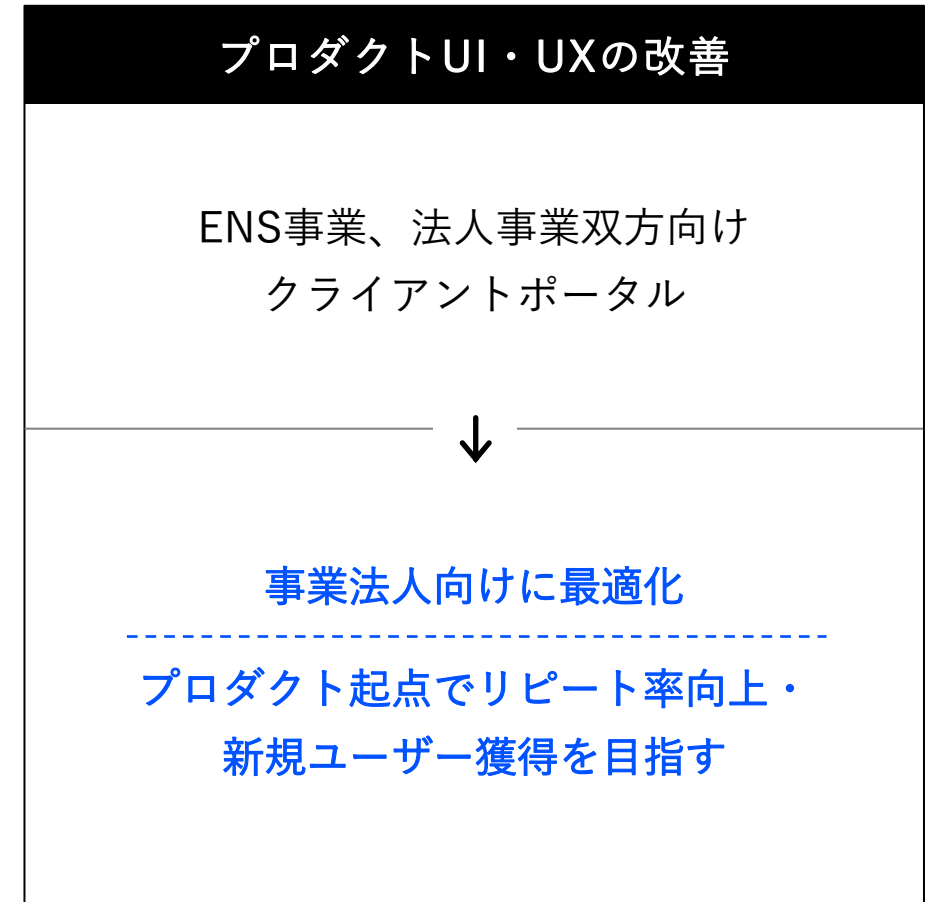 プロダクトUI・UXの改善
ENS事業、法人事業双方向け
クライアントポータル
事業法人向けに最適化
プロダクト起点でリピート率向上・
新規ユーザー獲得を目指す